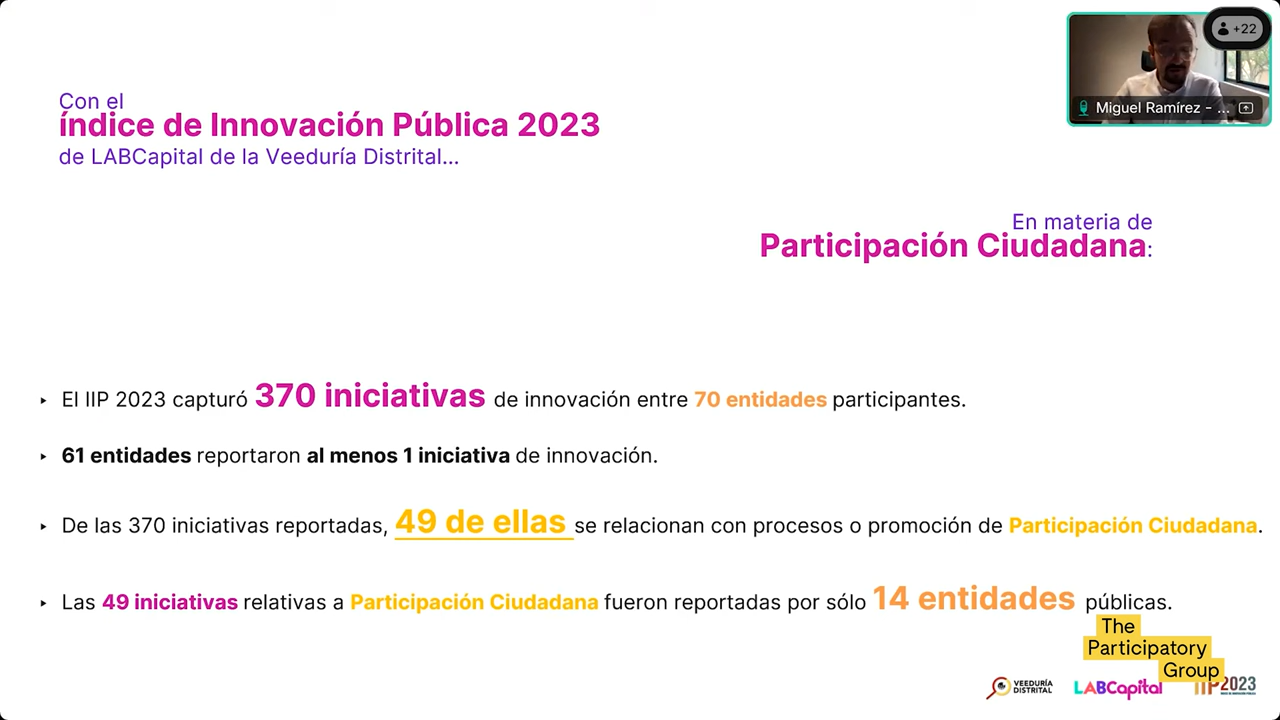 Con el
índice de Innovación Pública 2023
de LABCapital de la Veeduría Distrital...
+22
Miguel Ramírez - ...
En materia de
Participación Ciudadana:
‣ El IIP 2023 capturó 370 iniciativas de innovación entre 70 entidades participantes.
‣ 61 entidades reportaron al menos 1 iniciativa de innovación.
‣ De las 370 iniciativas reportadas, 49 de ellas se relacionan con procesos o promoción de Participación Ciudadana.
‣ Las 49 iniciativas relativas a Participación Ciudadana fueron reportadas por sólo 14 entidades públicas.
The
Participatory
Group
VEEDURÍA
DISTRITAL
LABCapital
IIP2023